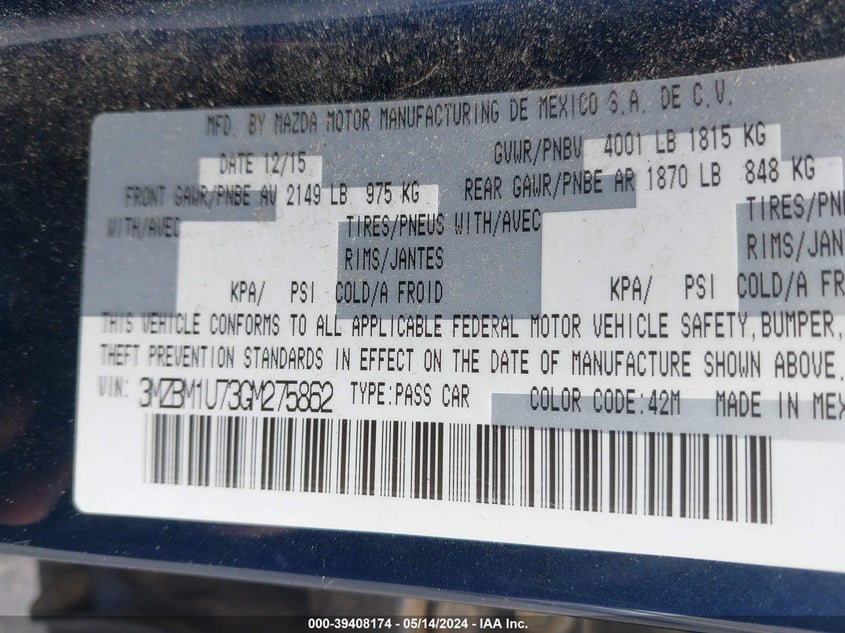 MFD. BY MAZDA MOTOR MANUFACTURING DE MEXICO S.A. DE C.V.
DATE 12/15 GVWR/PNBV 4001 LB 1815 KG
FRONT GAWR/PNBE AV 2149 LB 975 KG REAR GAWR/PNBE AR 1870 LB 848 KG
WITH/AVEC TIRES/PNEUS WITH/AVEC TIRES/PNE
RIMS/JANTES RIMS/JAN
KPA/ PSI COLD/A FROID KPA/ PSI COLD/A FR
THIS VEHICLE CONFORMS TO ALL APPLICABLE FEDERAL MOTOR VEHICLE SAFETY, BUMPER,
THEFT PREVENTION STANDARDS IN EFFECT ON THE DATE OF MANUFACTURE SHOWN ABOVE.
VIN: 3MZBM1U73GM275862 TYPE:PASS CAR COLOR CODE:42M MADE IN MEX
000-39408174 - 05/14/2024 - IAA Inc.